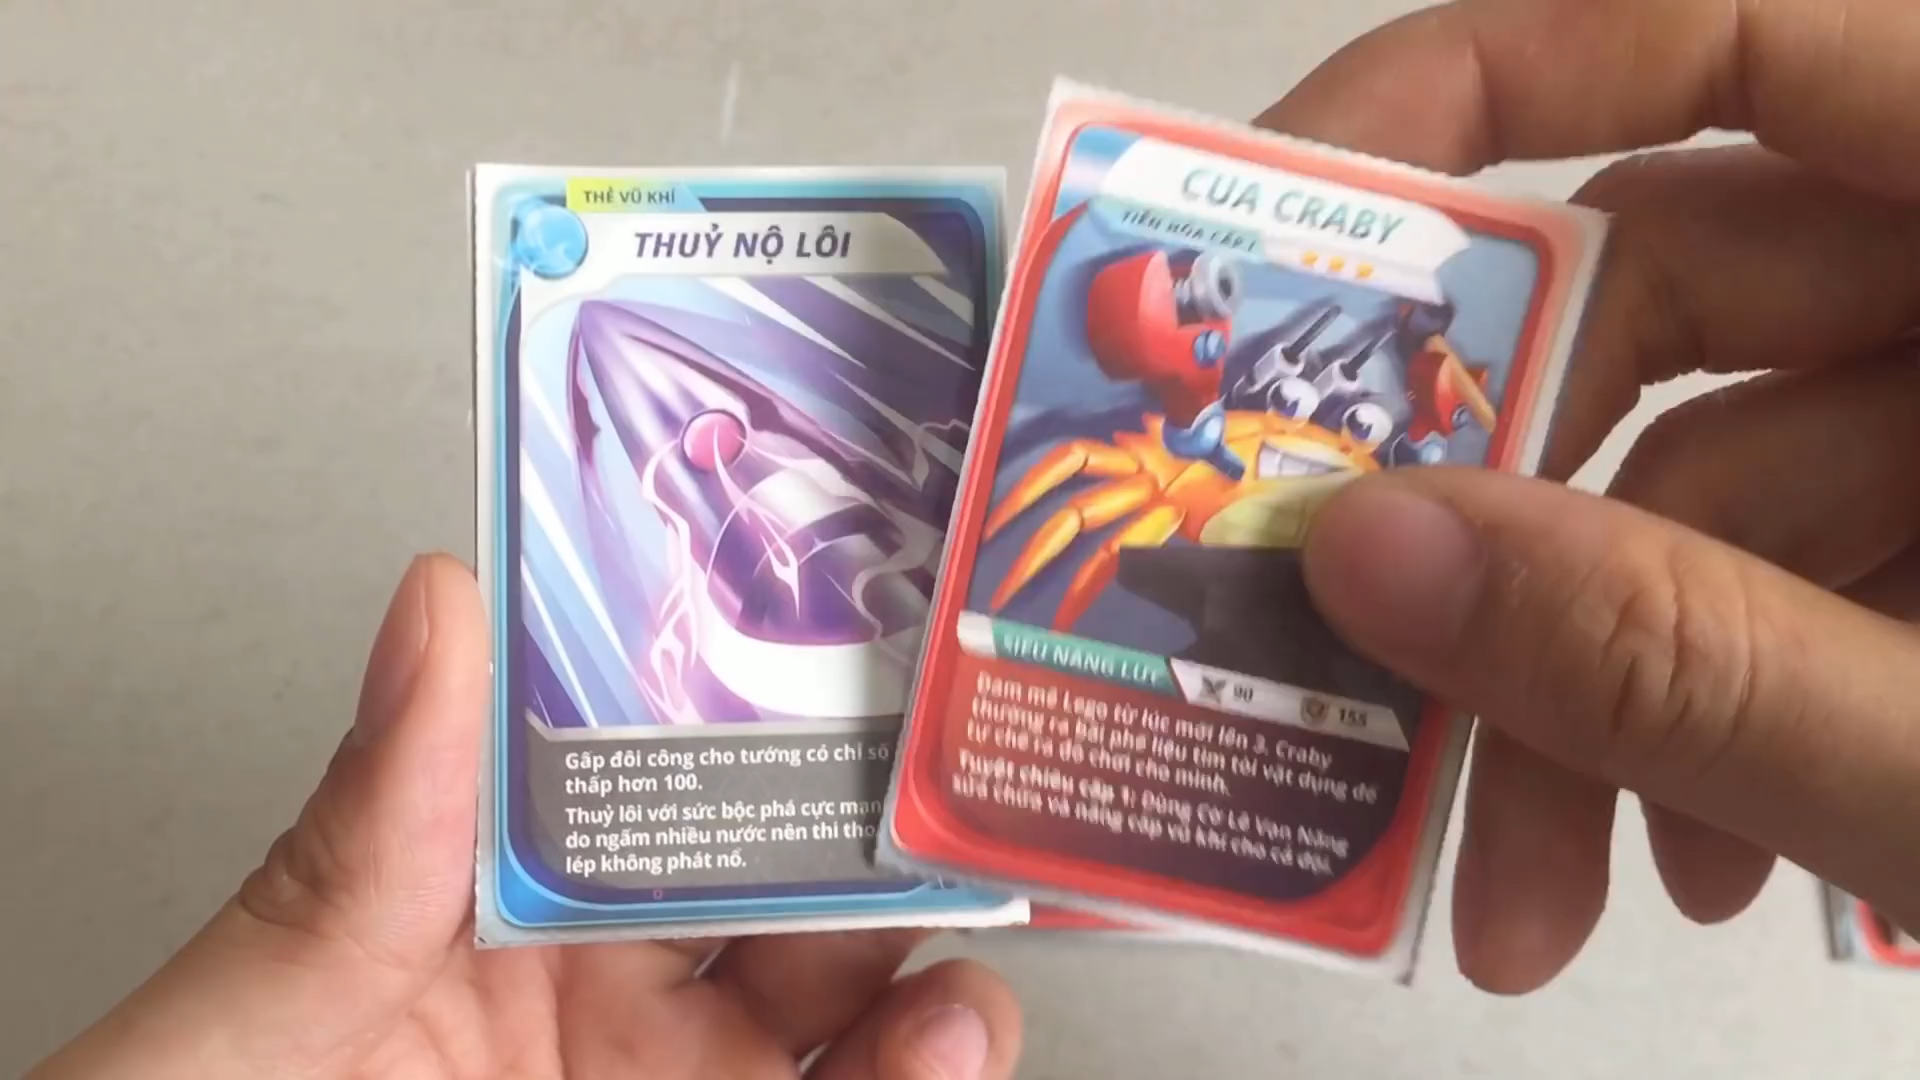 THẺ VŨ KHÍ
THUỶ NỘ LÔI
Gấp đôi công cho tướng có chỉ số
thấp hơn 100.
Thuỷ lôi với sức bộc phá cực
do ngấm nhiều nước nên thi
lép không phát nổ.
CUA CRABY
TIẾN HÓA CẤP 1
SIÊU NĂNG LỰC
90
155
Đam mê Lego từ lúc mới lên 3, Craby
thường ra bãi phế liệu tìm tòi vật dụng để
tự chế ra đồ chơi cho mình.
Tuyệt chiêu cấp 1: Dùng Cờ Lê Vạn Năng
sửa chữa và nâng cấp vũ khí cho cả đội.